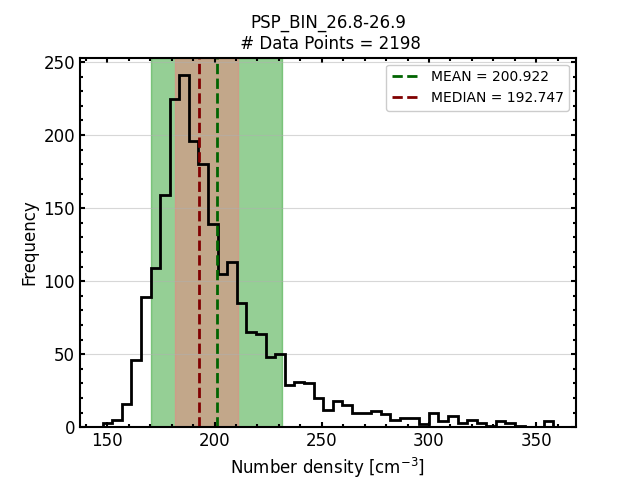 PSP_BIN_26.8-26.9
# Data Points = 2198
MEAN = 200.922
MEDIAN = 192.747
250
200
150
100
50
0
Frequency
150 200 250 300 350
Number density [cm⁻³]